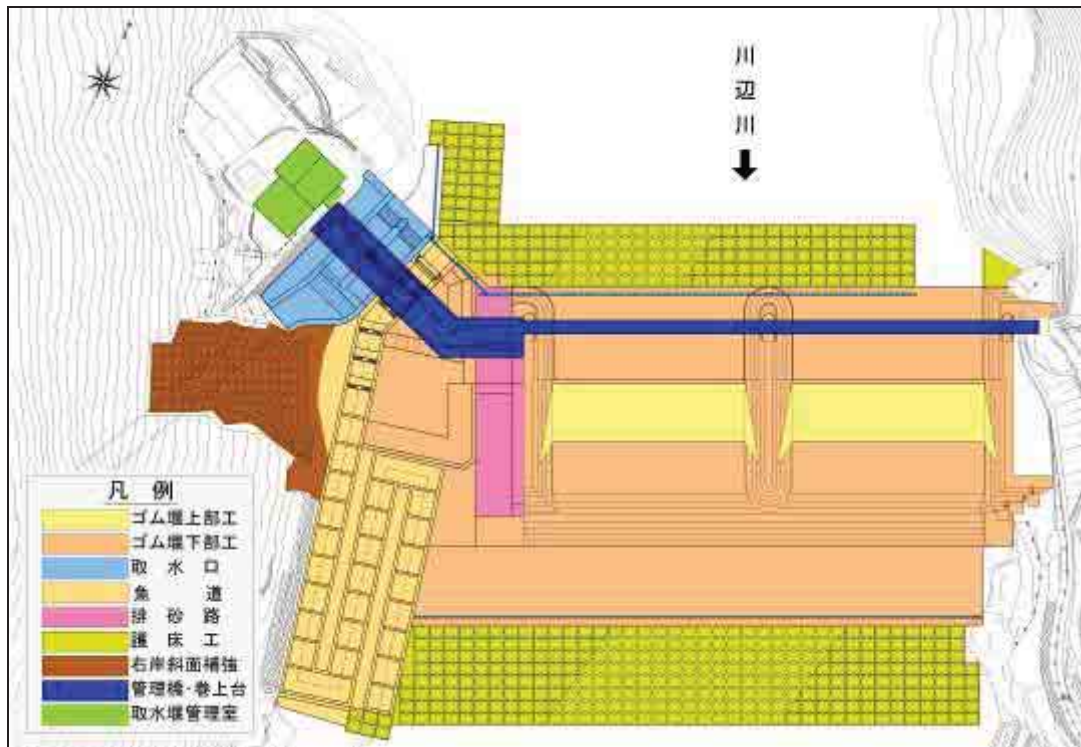 川辺川
凡 例
ゴム堰上部工
ゴム堰下部工
取 水 口
魚 道
排 砂 路
護 床 工
右岸斜面補強
管理橋・巻上台
取水堰管理室